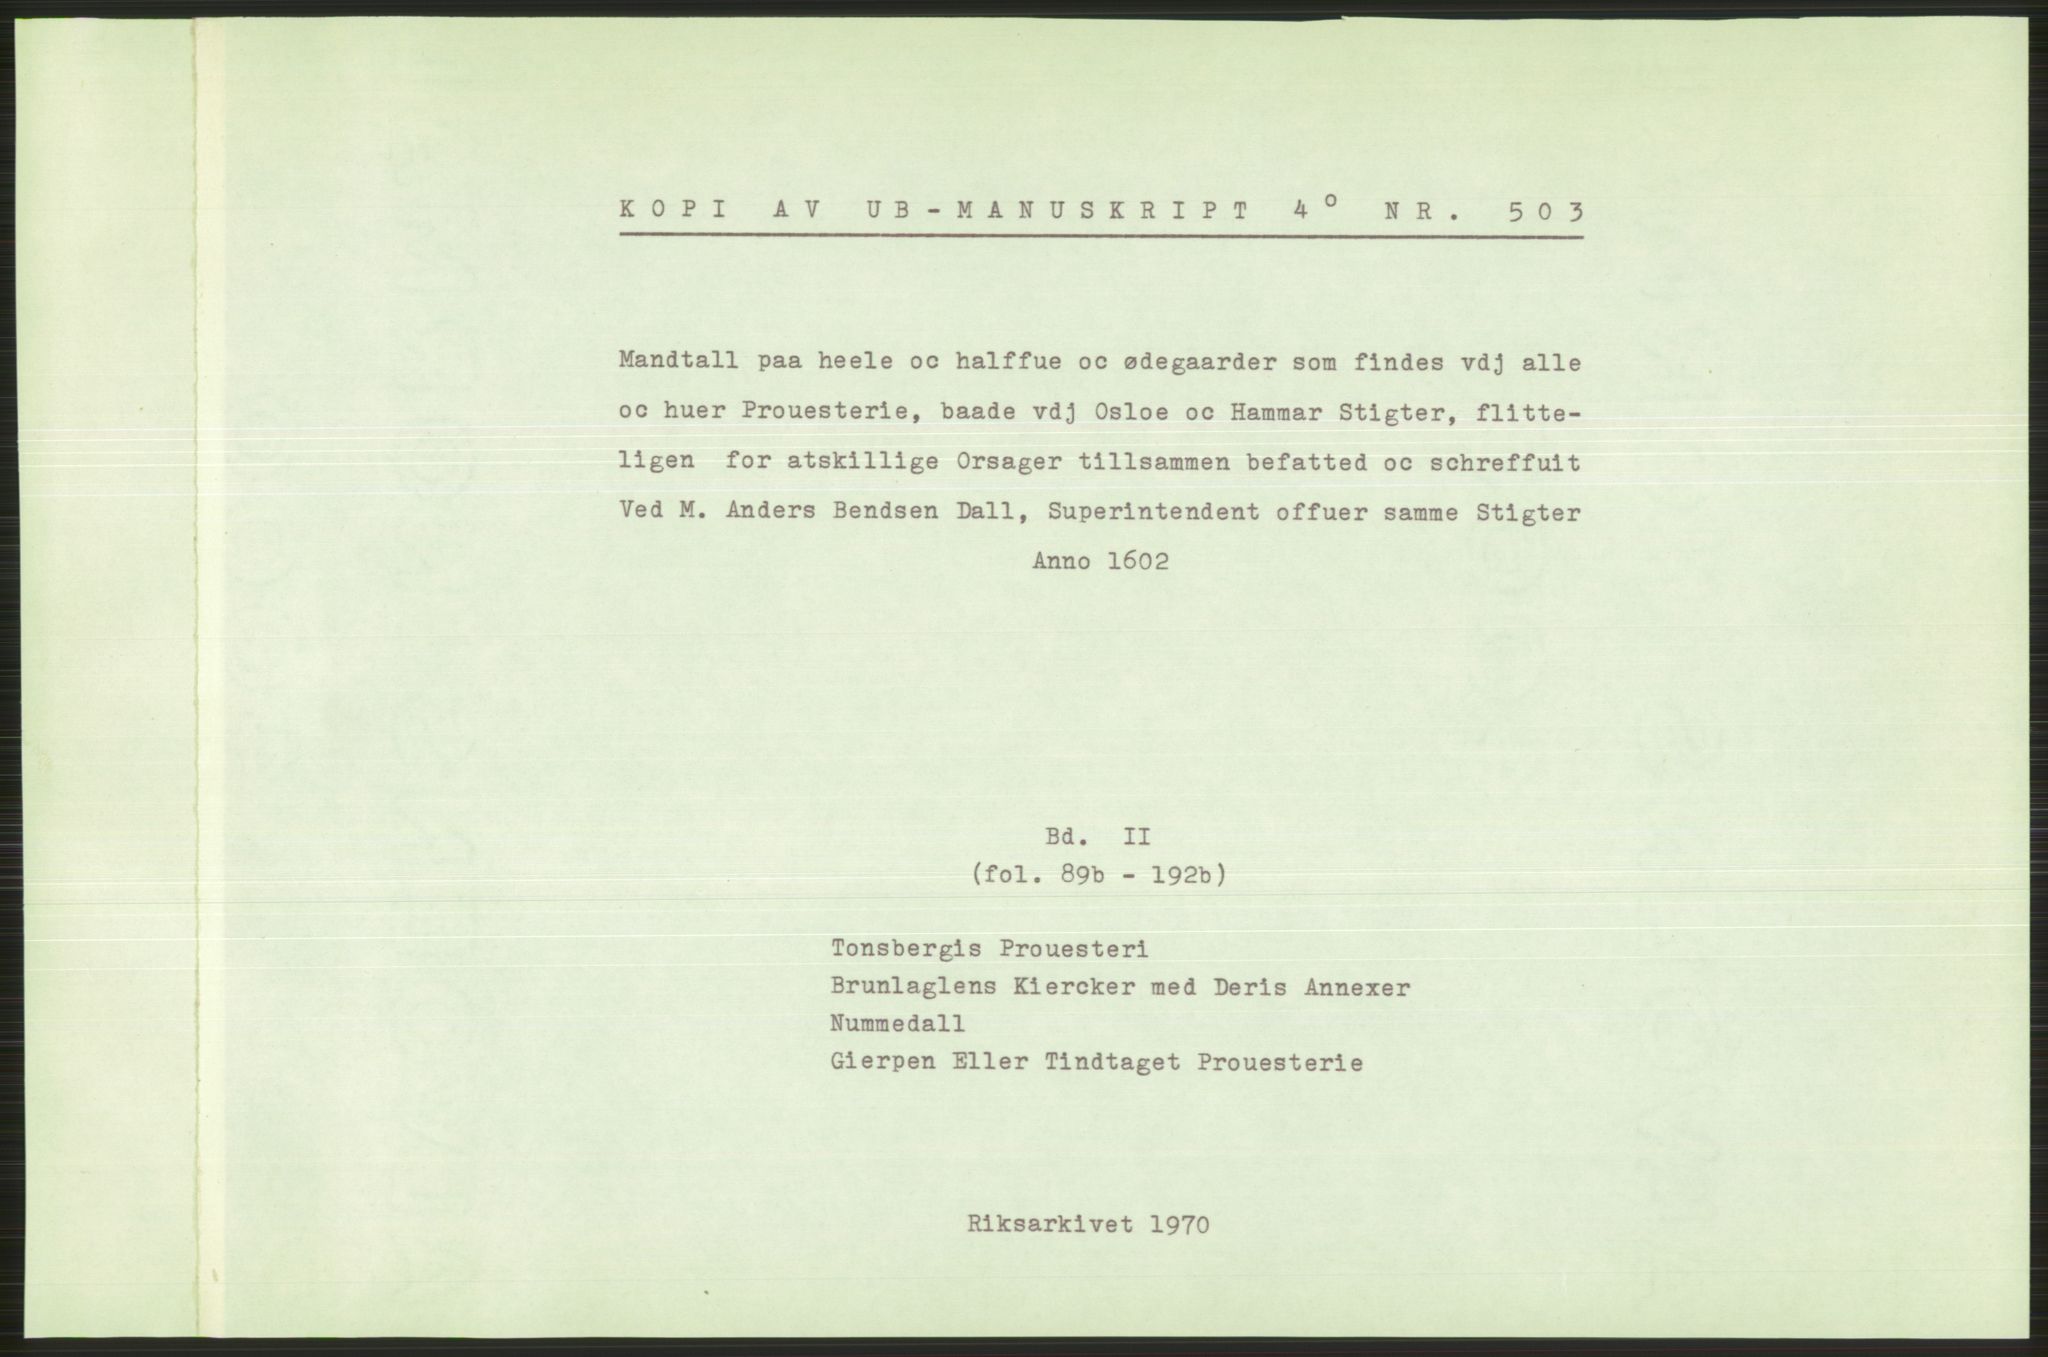 KOPI AV UB-MANUSKRIPT 4° NR. 503
Mandtall paa heele oc halffue oc ødegaarder som findes vdj alle
oc huer Prouesterie, baade vdj Osloe oc Hammar Stigter, flitte-
ligen for atskillige Orsager tillsammen befatted oc schreffuit
Ved M. Anders Bendsen Dall, Superintendent offuer samme Stigter
Anno 1602
Bd. II
(fol. 89b - 192b)
Tonsbergis Prouesteri
Brunlaglens Kiercker med Deris Annexer
Nummedall
Gierpen Eller Tindtaget Prouesterie
Riksarkivet 1970